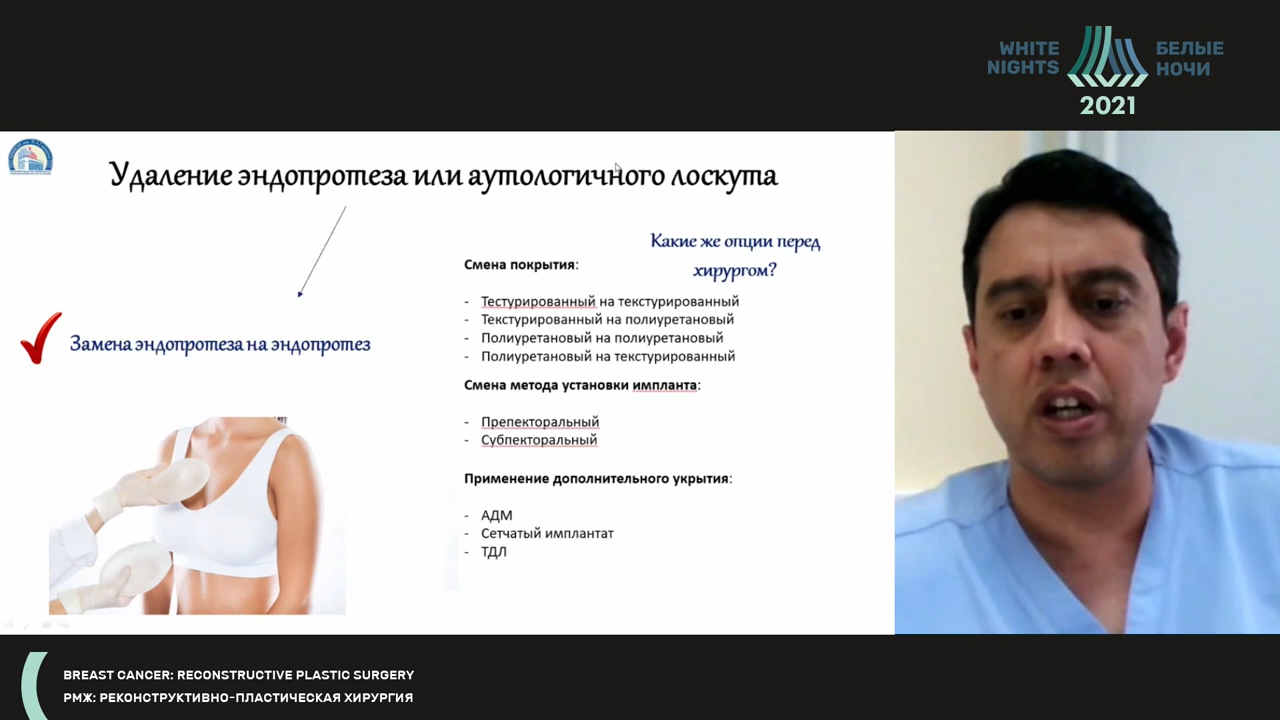 WHITE
NIGHTS
БЕЛЫЕ
НОЧИ
2021
Удаление эндопротеза или аутологичного лоскута
Какие же опции перед
хирургом?
Замена эндопротеза на эндопротез
Смена покрытия:
- Тестурированный на текстурированный
- Текстурированный на полиуретановый
- Полиуретановый на полиуретановый
- Полиуретановый на текстурированный
Смена метода установки импланта:
- Препекторальный
- Субпекторальный
Применение дополнительного укрытия:
- АДМ
- Сетчатый имплантат
- ТДЛ
BREAST CANCER: RECONSTRUCTIVE PLASTIC SURGERY
РМЖ: РЕКОНСТРУКТИВНО-ПЛАСТИЧЕСКАЯ ХИРУРГИЯ